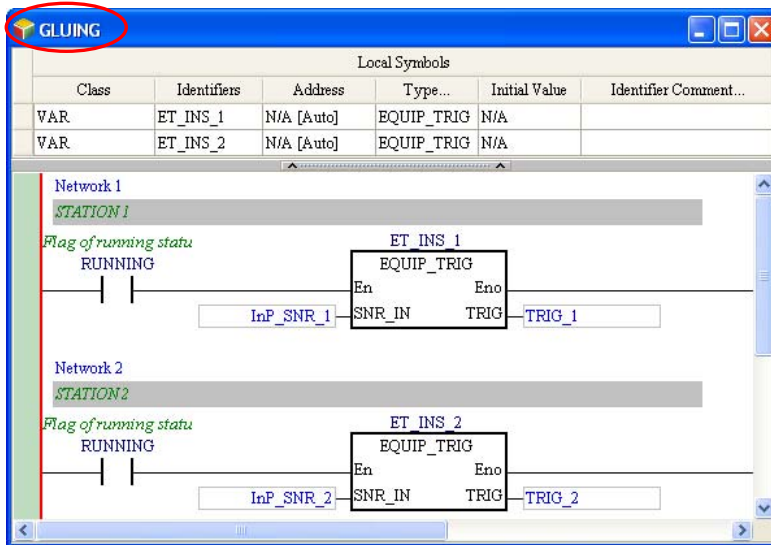 GLUING
Local Symbols
Class Identifiers Address Type... Initial Value Identifier Comment...
VAR ET_INS_1 N/A [Auto] EQUIP_TRIG N/A
VAR ET_INS_2 N/A [Auto] EQUIP_TRIG N/A
Network 1
STATION 1
Flag of running statu ET_INS_1
RUNNING EQUIP_TRIG
En Eno
InP_SNR_1 SNR_IN TRIG TRIG_1
Network 2
STATION 2
Flag of running statu ET_INS_2
RUNNING EQUIP_TRIG
En Eno
InP_SNR_2 SNR_IN TRIG TRIG_2